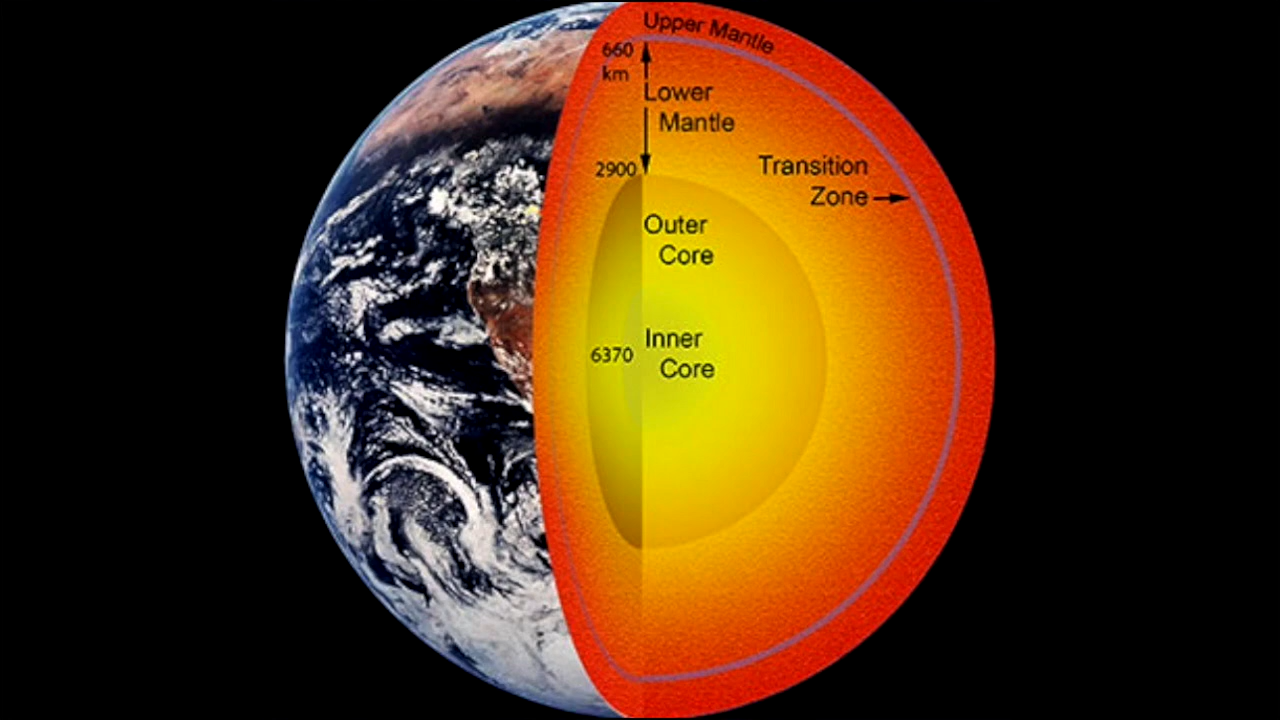 Upper Mantle
660
km
Lower
Mantle
2900
Transition
Zone
Outer
Core
Inner
6370
Core